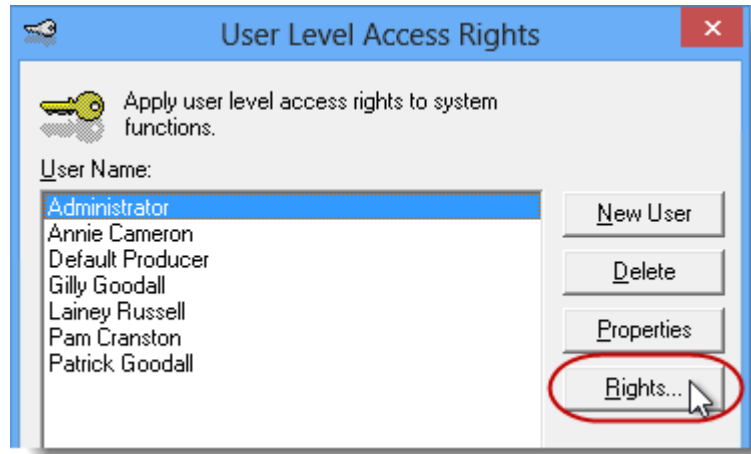 User Level Access Rights
Apply user level access rights to system
functions.
User Name:
Administrator
Annie Cameron
Default Producer
Gilly Goodall
Lainey Russell
Pam Cranston
Patrick Goodall
New User
Delete
Properties
Rights...